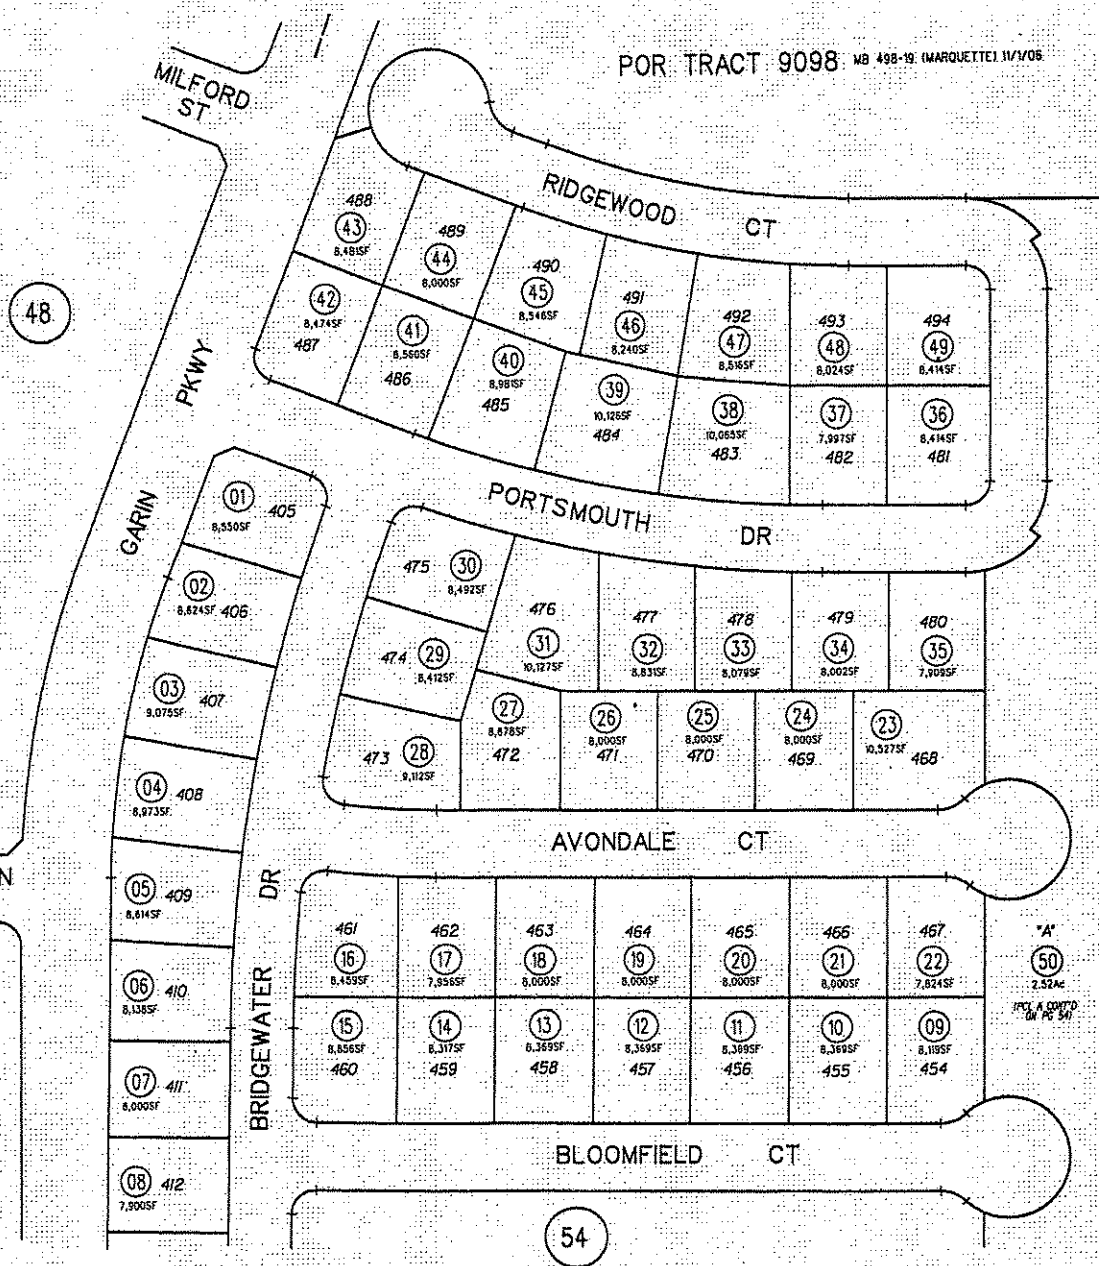 POR TRACT 9098 MB 498-19 (MARQUETTE) 11/1/06
MILFORD
ST
RIDGEWOOD CT
48
GARIN PKWY
488
43
8,481SF
489
44
8,000SF
490
45
8,546SF
491
46
8,240SF
492
47
8,516SF
493
48
8,024SF
494
49
8,414SF
42
8,474SF
487
41
8,560SF
486
40
8,981SF
485
39
10,126SF
484
38
10,065SF
483
37
7,997SF
482
36
8,414SF
481
PORTSMOUTH DR
01
405
8,550SF
02
8,624SF
406
03
9,075SF
407
04
8,973SF
408
05
8,614SF
409
06
8,138SF
410
07
8,000SF
411
08
7,900SF
412
N
BRIDGEWATER DR
475
30
8,492SF
474
29
8,412SF
473
28
9,112SF
476
31
10,127SF
477
32
8,831SF
478
33
8,079SF
479
34
8,002SF
480
35
7,909SF
27
8,878SF
472
26
8,000SF
471
25
8,000SF
470
24
8,000SF
469
23
10,527SF
468
AVONDALE CT
461
16
8,459SF
462
17
7,956SF
463
18
8,000SF
464
19
8,000SF
465
20
8,000SF
466
21
8,000SF
467
22
7,824SF
"A"
50
2.52Ac
(PCL A CONT'D
ON PG 54)
15
8,856SF
460
14
8,317SF
459
13
8,369SF
458
12
8,369SF
457
11
8,369SF
456
10
8,369SF
455
09
8,119SF
454
BLOOMFIELD CT
54